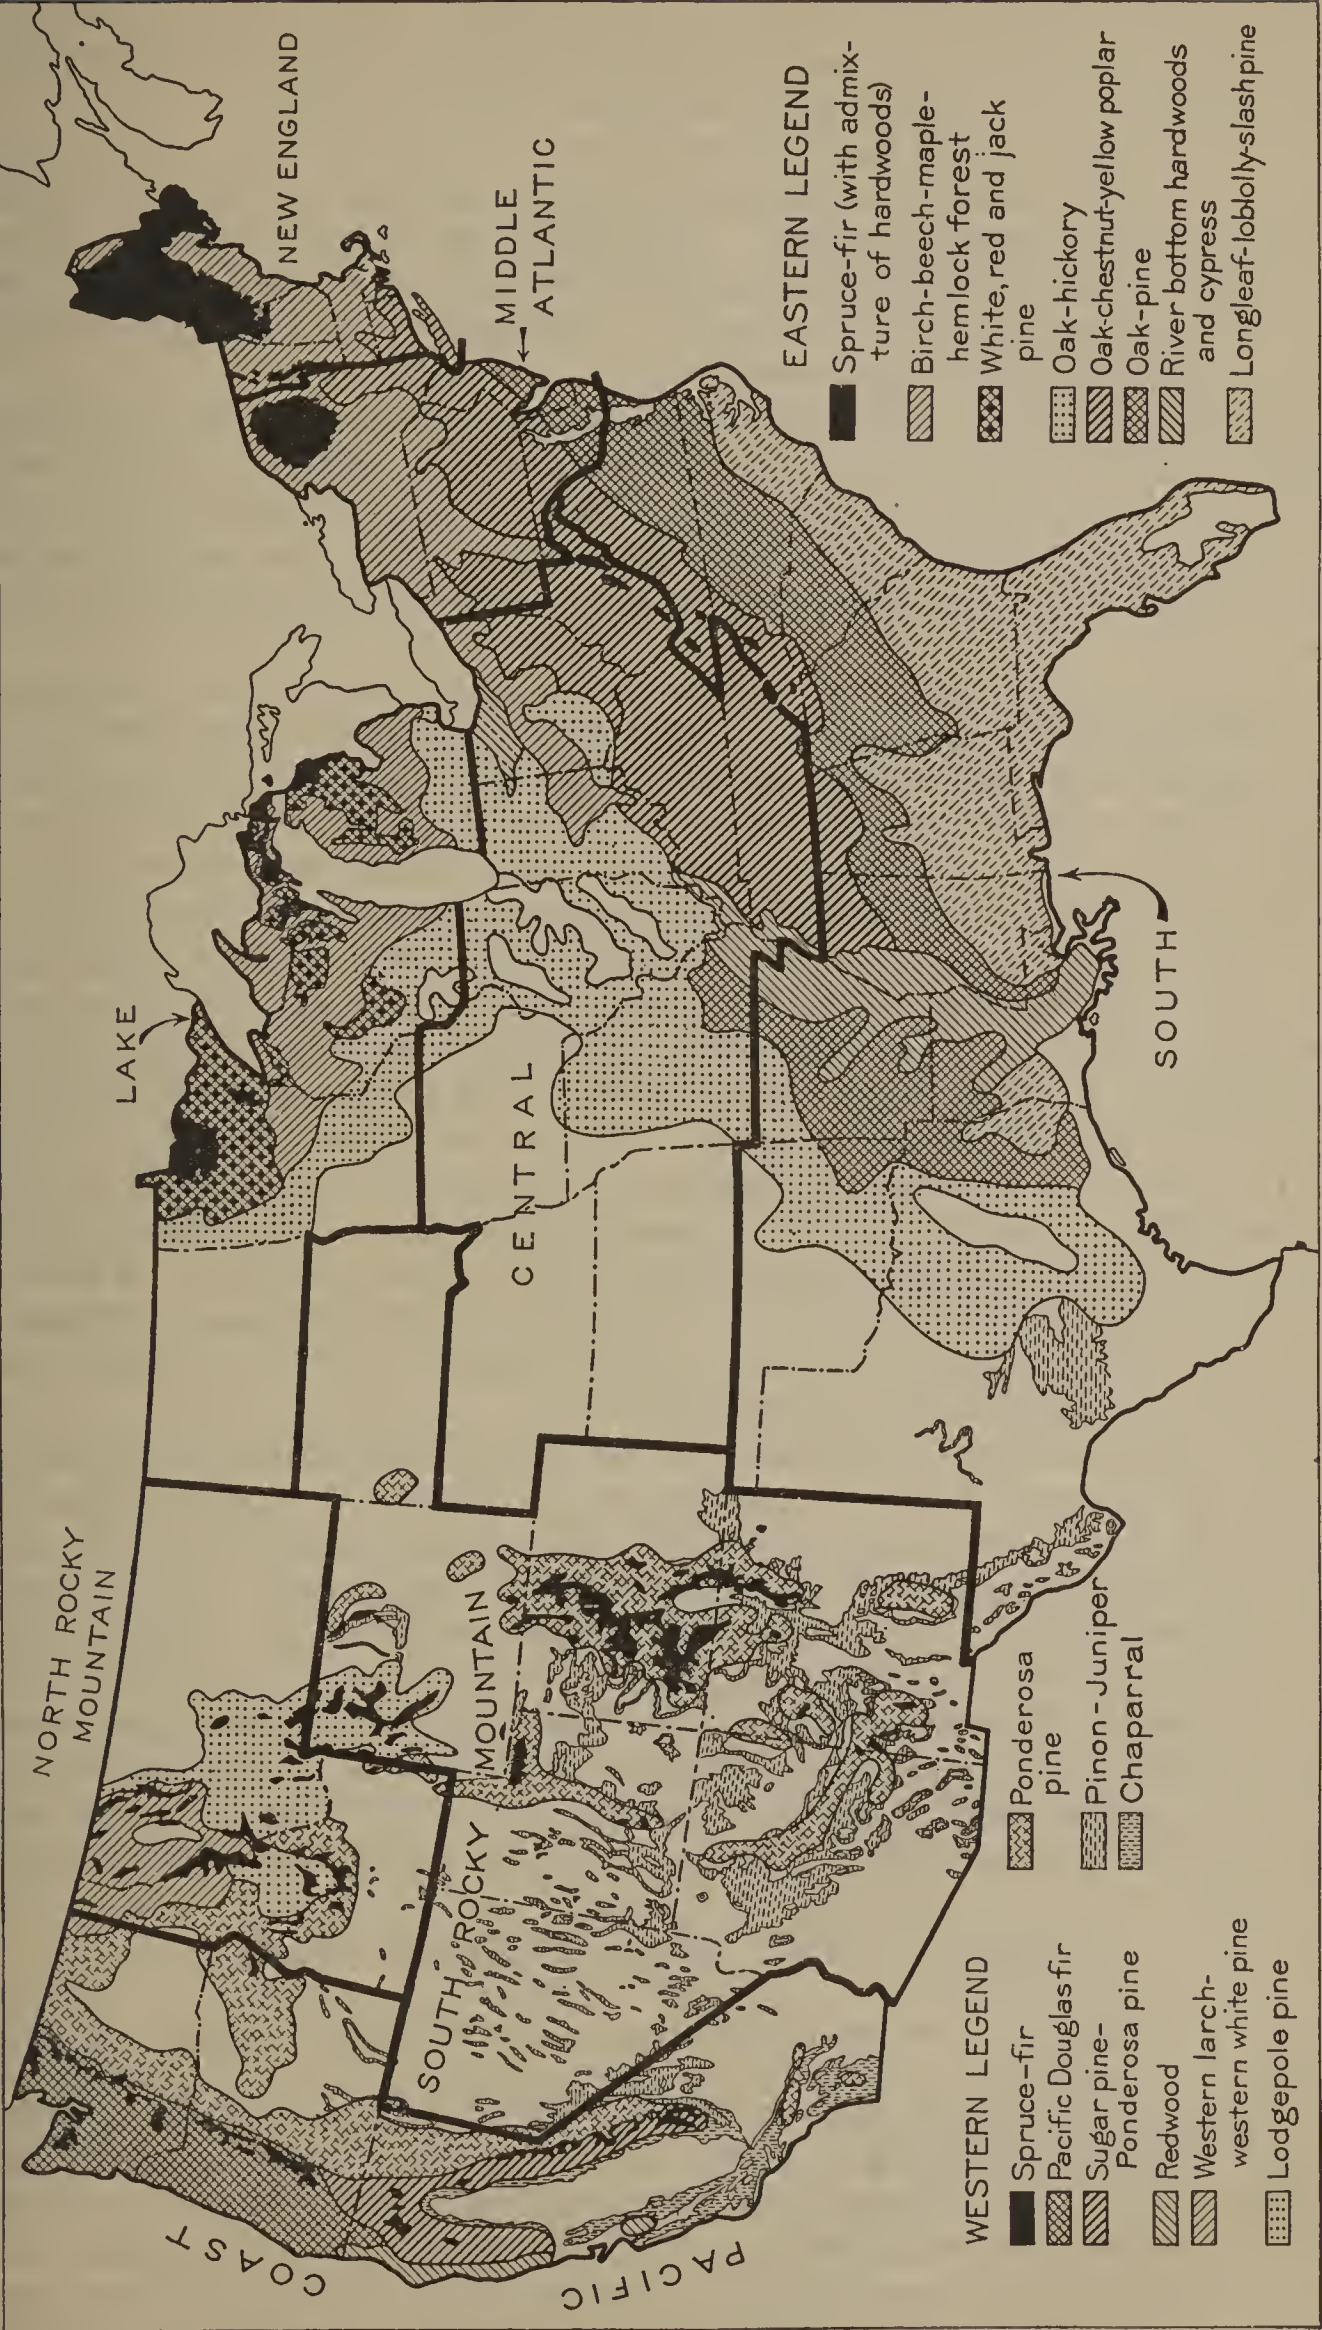 NORTH ROCKY
MOUNTAIN
LAKE
NEW ENGLAND
MIDDLE
ATLANTIC
CENTRAL
SOUTH ROCKY MOUNTAIN
PACIFIC COAST
SOUTH
WESTERN LEGEND
Spruce-fir
Pacific Douglas fir
Sugar pine-
Ponderosa pine
Redwood
Western larch-
western white pine
Lodgepole pine
Ponderosa
pine
Pinon-Juniper
Chaparral
EASTERN LEGEND
Spruce-fir (with admix-
ture of hardwoods)
Birch-beech-maple-
hemlock forest
White, red and jack
pine
Oak-hickory
Oak-chestnut-yellow poplar
Oak-pine
River bottom hardwoods
and cypress
Longleaf-loblolly-slash pine